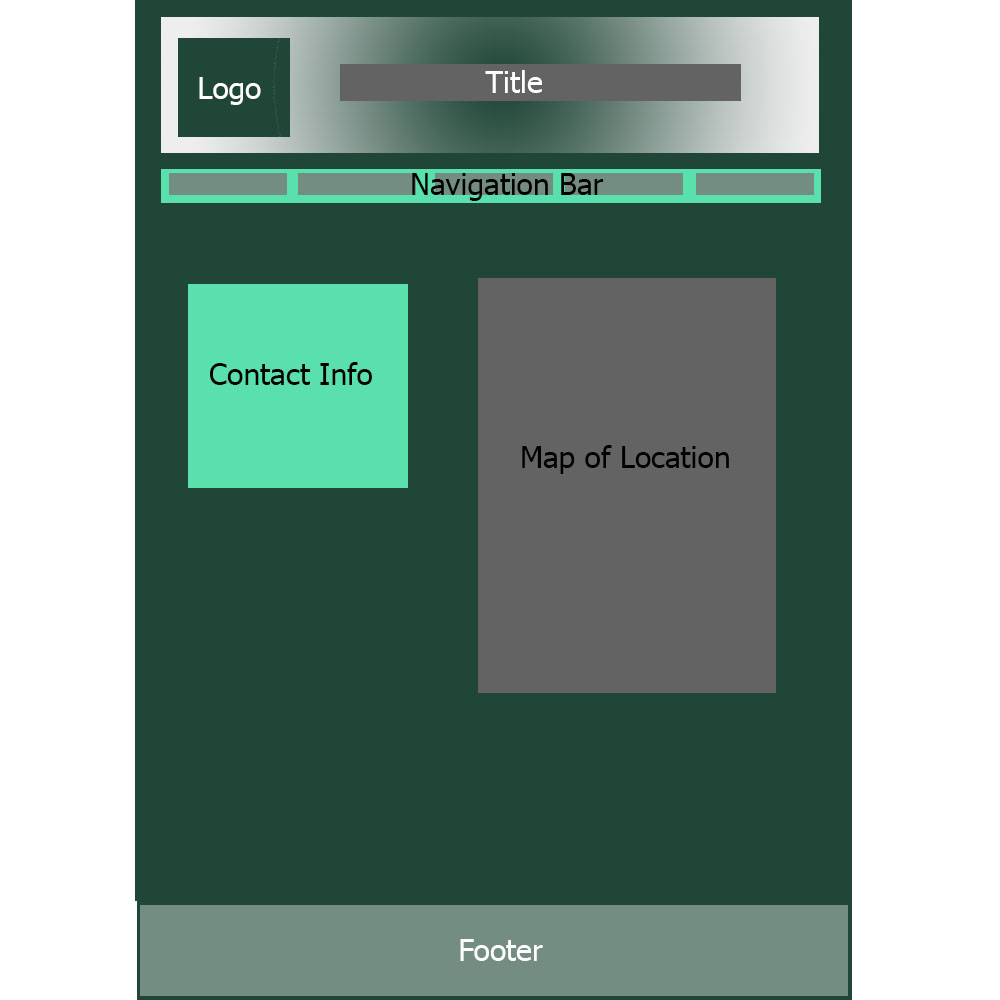 Logo
Title
Navigation Bar
Contact Info
Map of Location
Footer